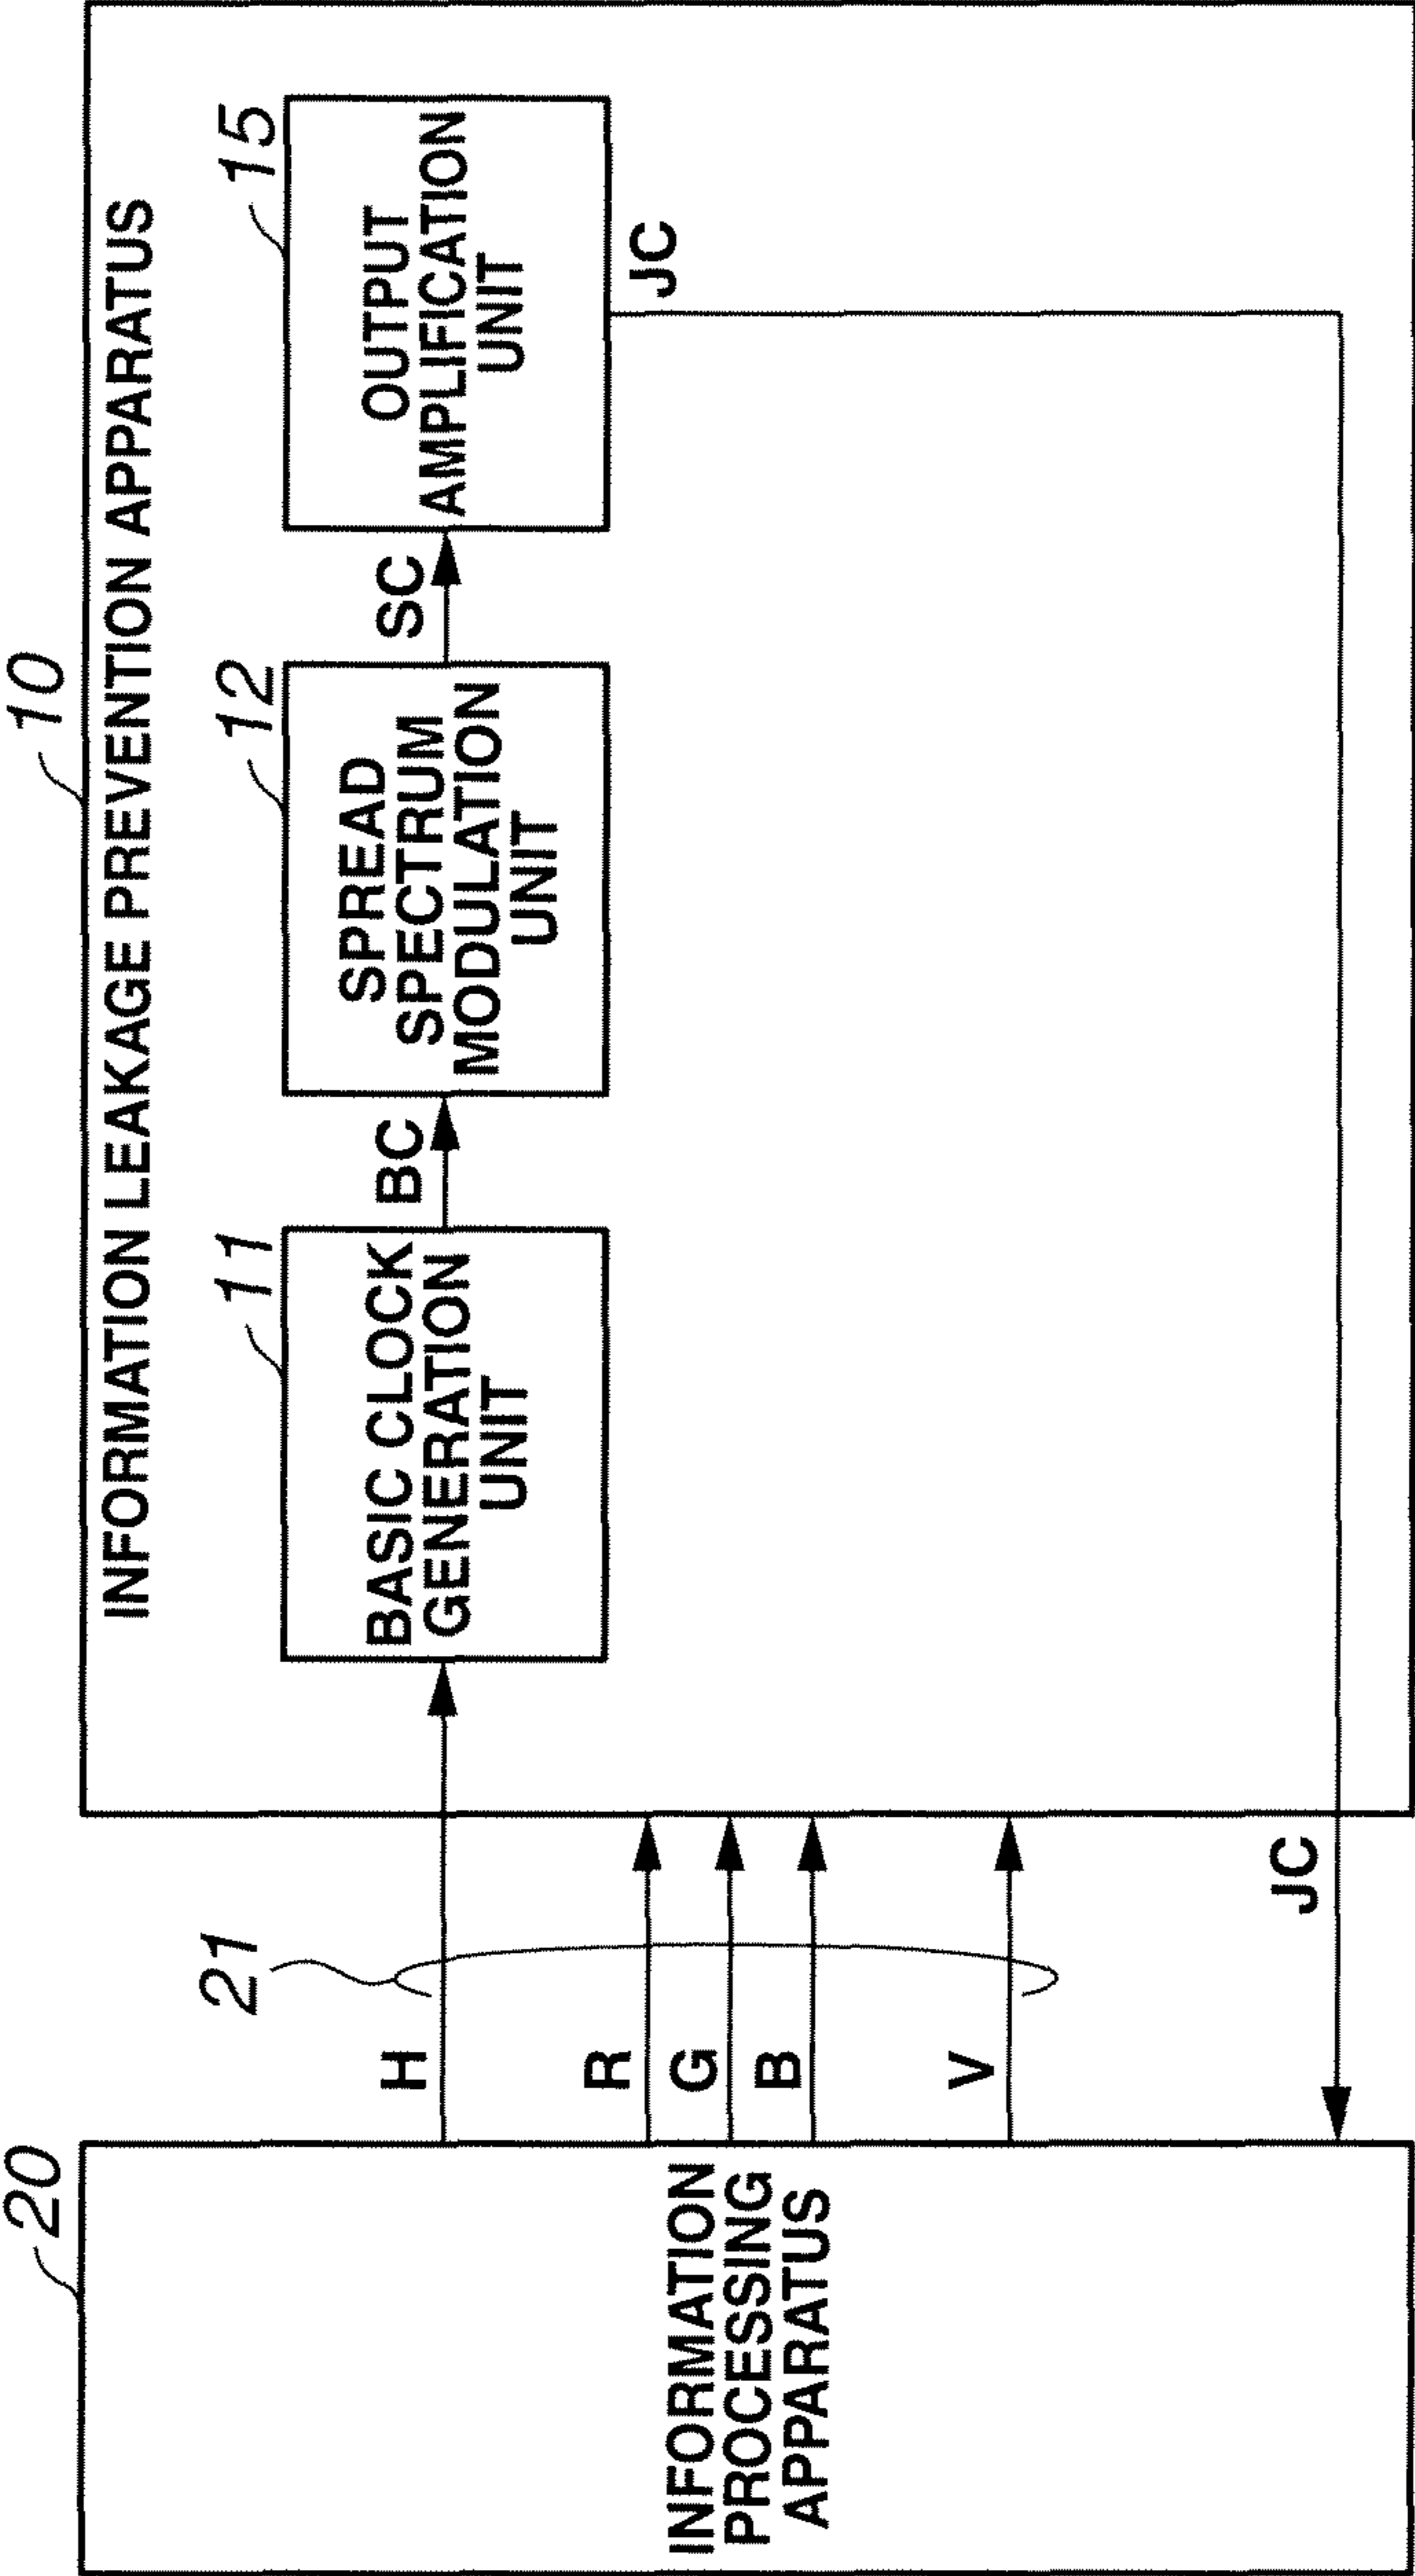 10
INFORMATION LEAKAGE PREVENTION APPARATUS
20
INFORMATION
PROCESSING
APPARATUS
21
H
R
G
B
V
JC
11
BASIC CLOCK
GENERATION
UNIT
BC
12
SPREAD
SPECTRUM
MODULATION
UNIT
SC
15
OUTPUT
AMPLIFICATION
UNIT
JC